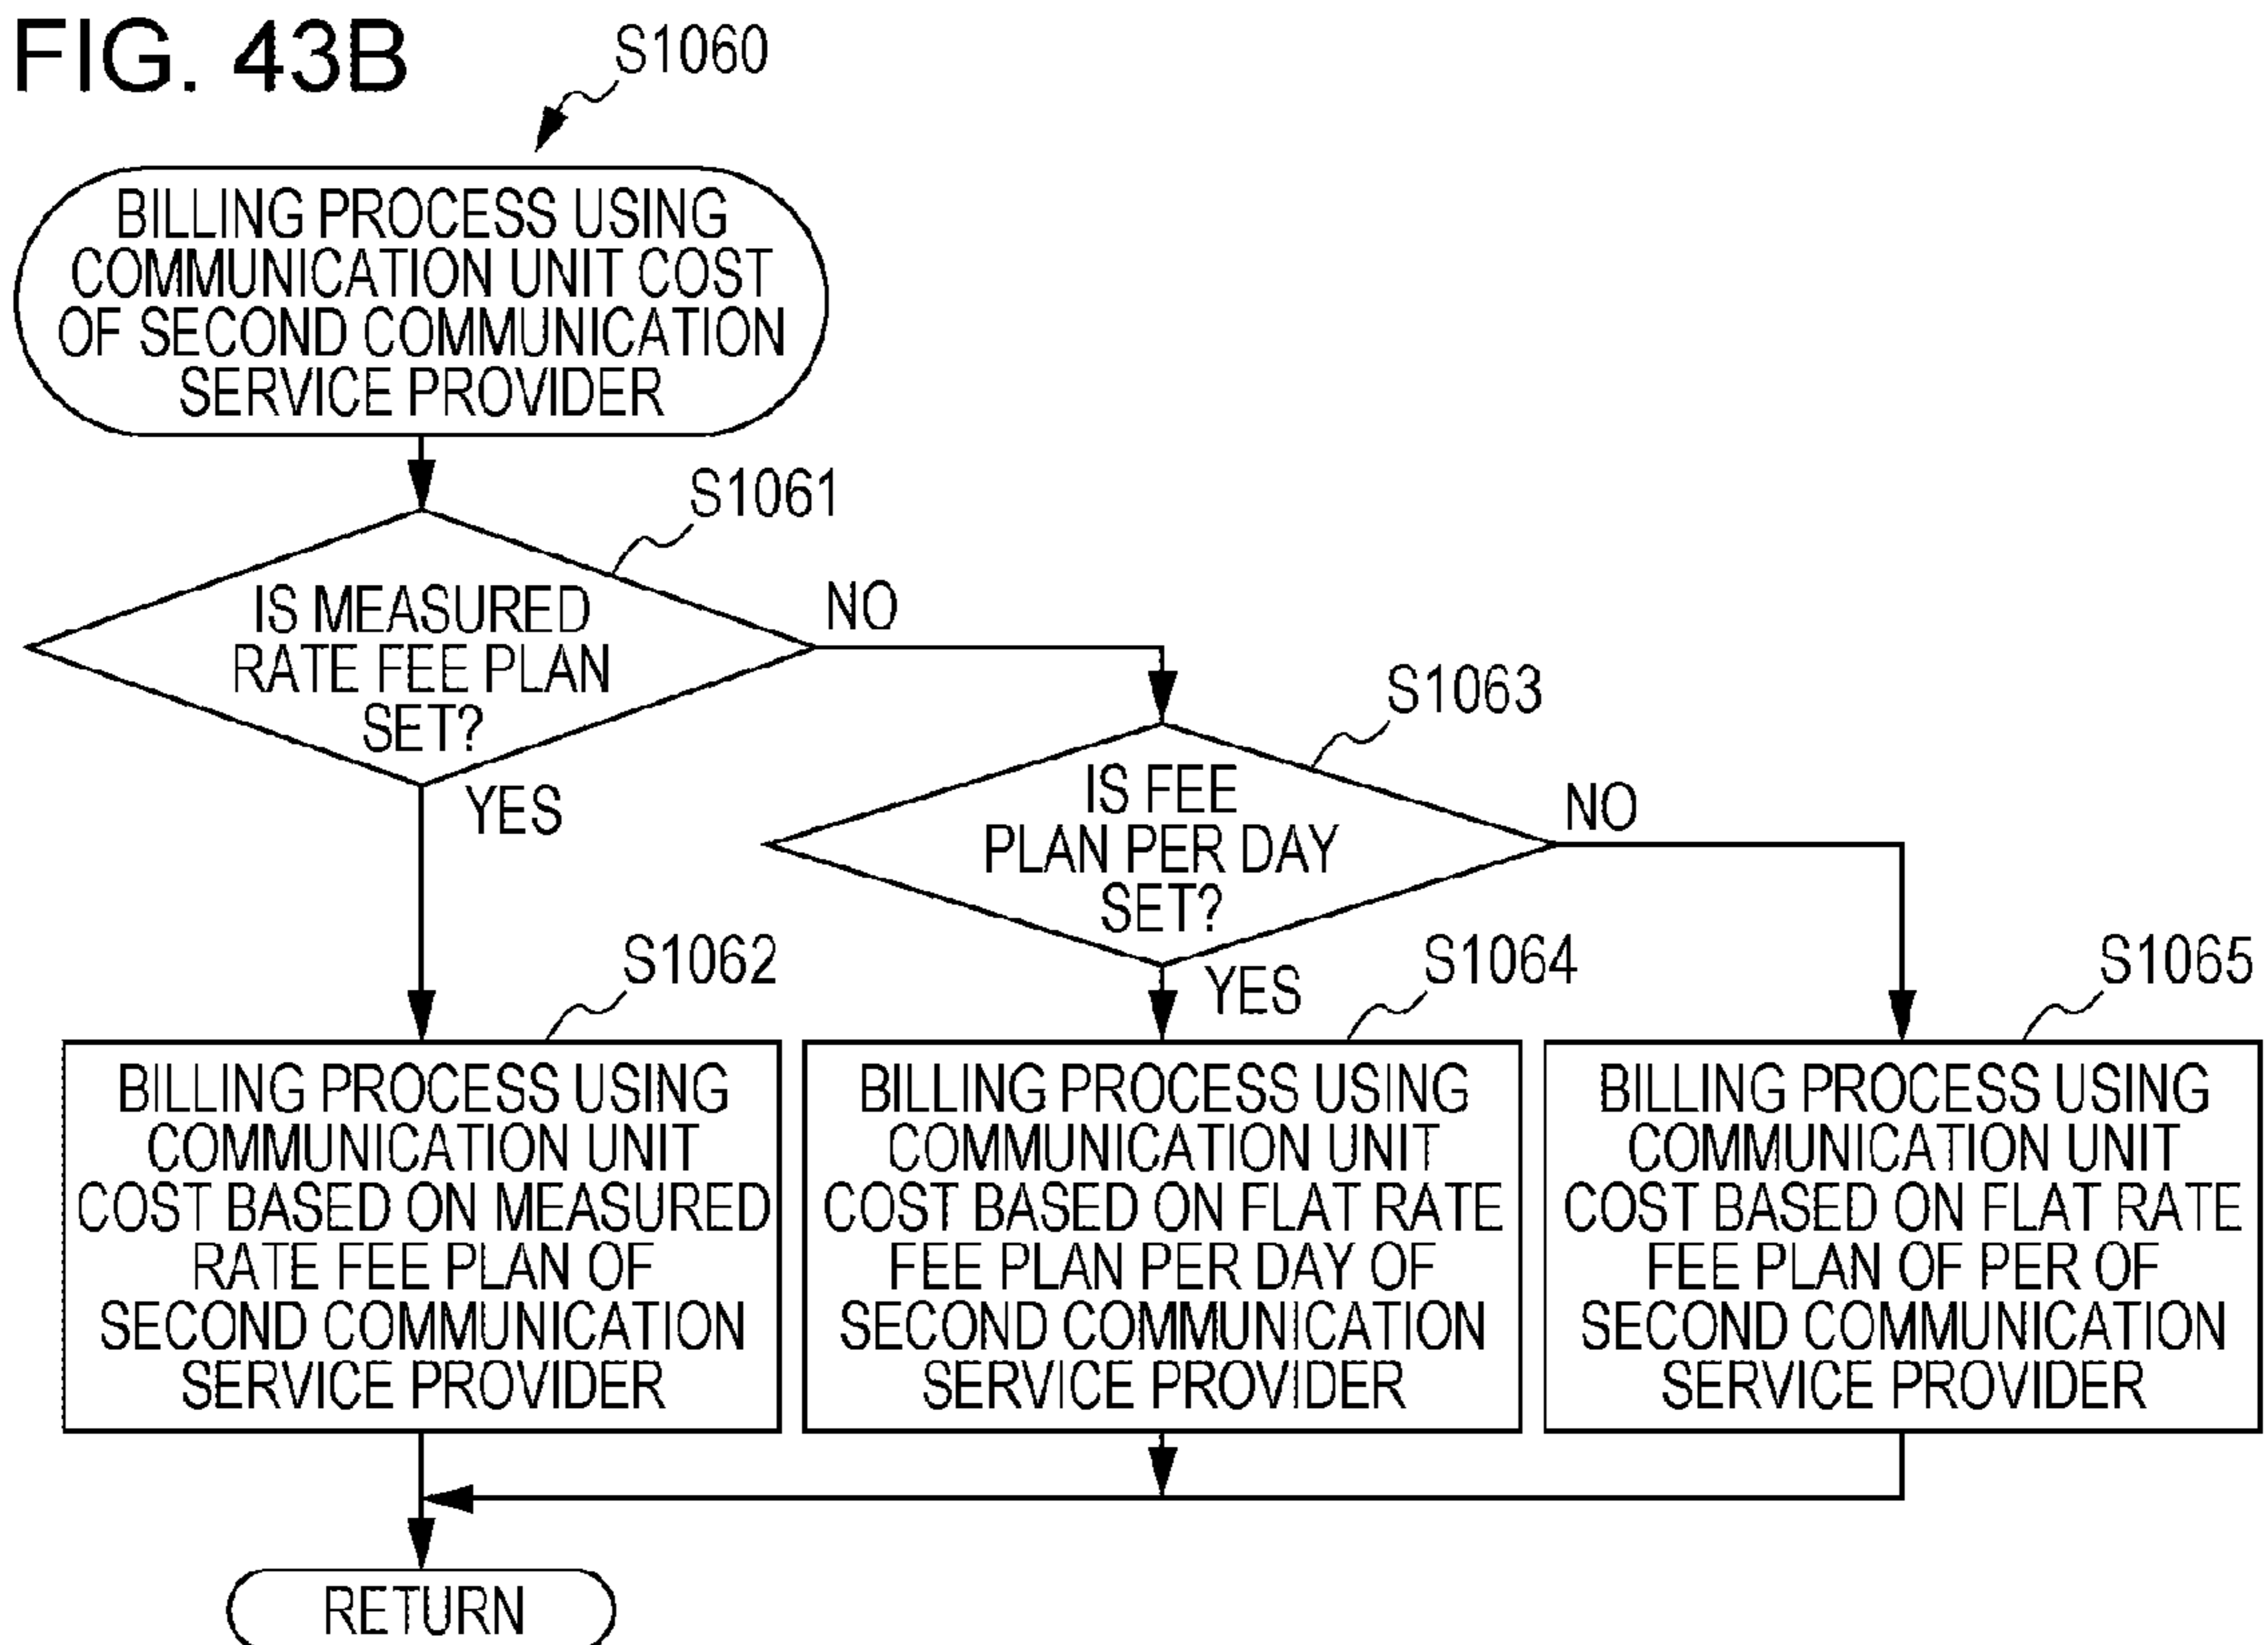 FIG. 43B
S1060
BILLING PROCESS USING
COMMUNICATION UNIT COST
OF SECOND COMMUNICATION
SERVICE PROVIDER
S1061
IS MEASURED
RATE FEE PLAN
SET?
NO
YES
S1063
IS FEE
PLAN PER DAY
SET?
NO
YES
S1062
BILLING PROCESS USING
COMMUNICATION UNIT
COST BASED ON MEASURED
RATE FEE PLAN OF
SECOND COMMUNICATION
SERVICE PROVIDER
S1064
BILLING PROCESS USING
COMMUNICATION UNIT
COST BASED ON FLAT RATE
FEE PLAN PER DAY OF
SECOND COMMUNICATION
SERVICE PROVIDER
S1065
BILLING PROCESS USING
COMMUNICATION UNIT
COST BASED ON FLAT RATE
FEE PLAN OF PER OF
SECOND COMMUNICATION
SERVICE PROVIDER
RETURN